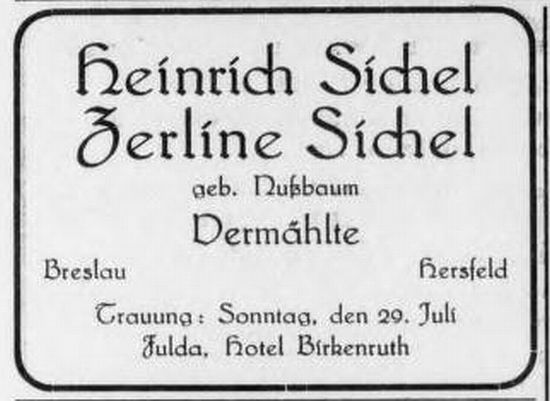 Heinrich Sichel
Zerline Sichel
geb. Nußbaum
Vermählte
Breslau Hersfeld
Trauung: Sonntag, den 29. Juli
Fulda, Hotel Birkenruth